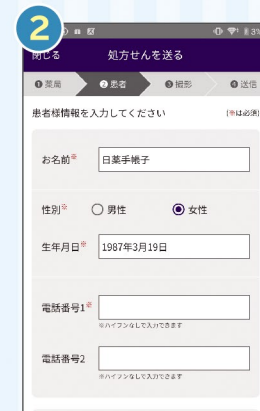 2
閉じる 処方せんを送る
❶薬局 ❷患者 ❸撮影 ❹送信
患者様情報を入力してください (※は必須)
お名前※ 日薬手帳子
性別※ 男性 女性
生年月日※ 1987年3月19日
電話番号1※
※ハイフンなしで入力できます
電話番号2
※ハイフンなしで入力できます